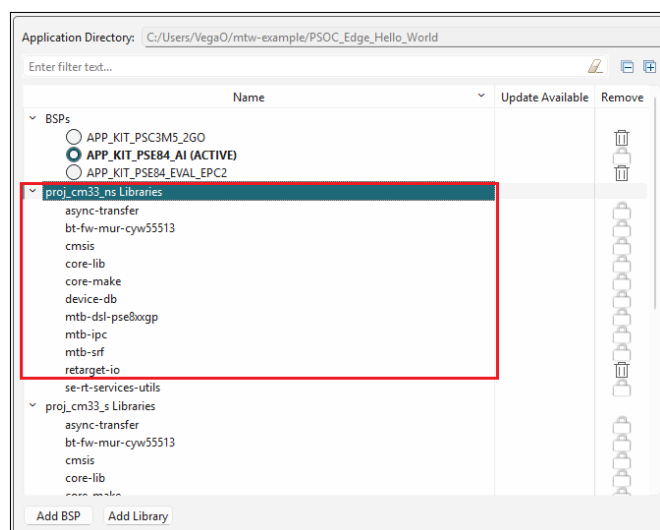 Application Directory: C:/Users/VegaO/mtw-example/PSOC_Edge_Hello_World
Enter filter text...
Name Update Available Remove
BSPs
APP_KIT_PSC3M5_2GO
APP_KIT_PSE84_AI (ACTIVE)
APP_KIT_PSE84_EVAL_EPC2
proj_cm33_ns Libraries
async-transfer
bt-fw-mur-cyw55513
cmsis
core-lib
core-make
device-db
mtb-dsl-pse8xxgp
mtb-ipc
mtb-srf
retarget-io
se-rt-services-utils
proj_cm33_s Libraries
async-transfer
bt-fw-mur-cyw55513
cmsis
core-lib
core-make
Add BSP Add Library